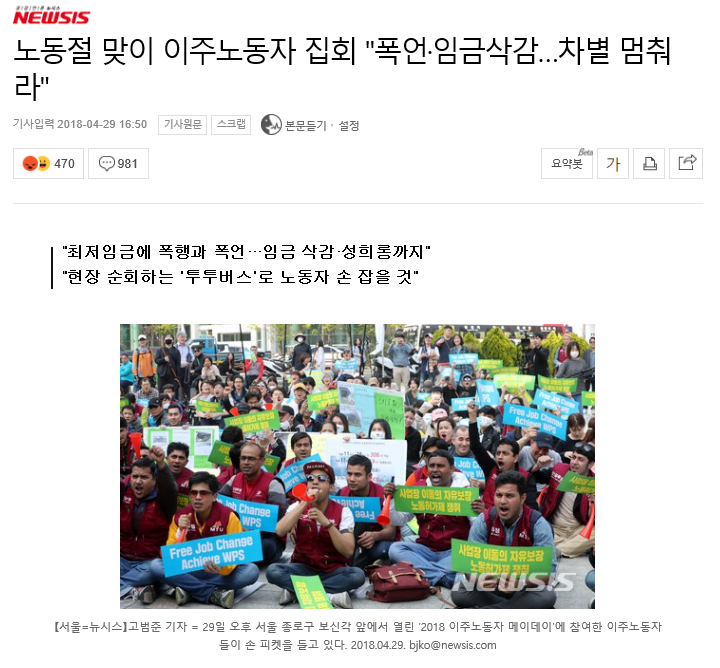 NEWSIS
노동절 맞이 이주노동자 집회 "폭언·임금삭감…차별 멈춰
라"
기사입력 2018-04-29 16:50 기사원문 스크랩 본문듣기 · 설정
470 981 요약봇 Beta 가
"최저임금에 폭행과 폭언…임금 삭감·성희롱까지"
"현장 순회하는 '투투버스'로 노동자 손 잡을 것"
Free Job Change
Achieve WPS
사업장 이동의 자유보장
노동허가제 쟁취
Free Job Change
Achieve WPS
사업장 이동의 자유보장
노동허가제 쟁취
NEWSIS
【서울=뉴시스】고범준 기자 = 29일 오후 서울 종로구 보신각 앞에서 열린 '2018 이주노동자 메이데이'에 참여한 이주노동자
들이 손 피켓을 들고 있다. 2018.04.29. bjko@newsis.com